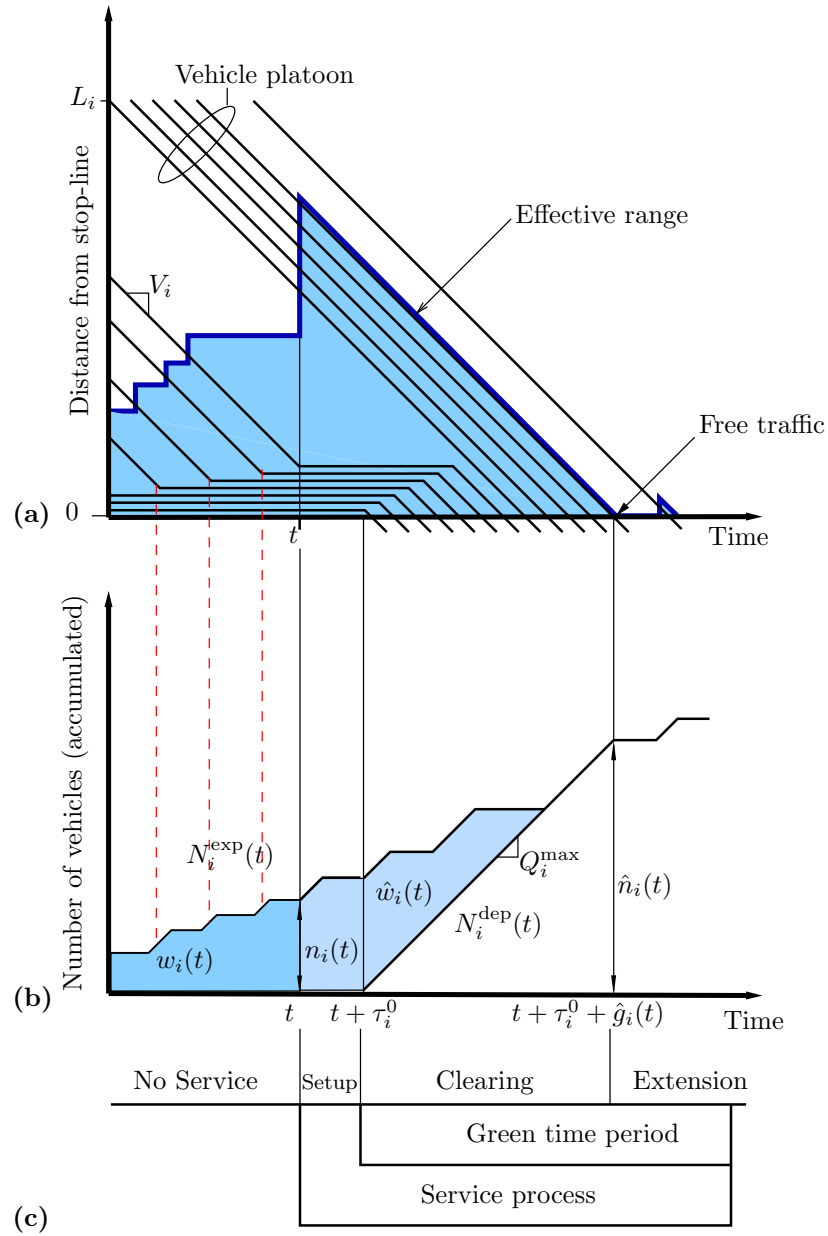 Vehicle platoon
L_i
Distance from stop-line
Effective range
V_i
Free traffic
(a)
0
t
Time
Number of vehicles (accumulated)
N_i^exp(t)
ŵ_i(t)
Q_i^max
n̂_i(t)
N_i^dep(t)
w_i(t)
n_i(t)
(b)
t
t + τ_i^0
t + τ_i^0 + ĝ_i(t)
Time
No Service
Setup
Clearing
Extension
Green time period
Service process
(c)